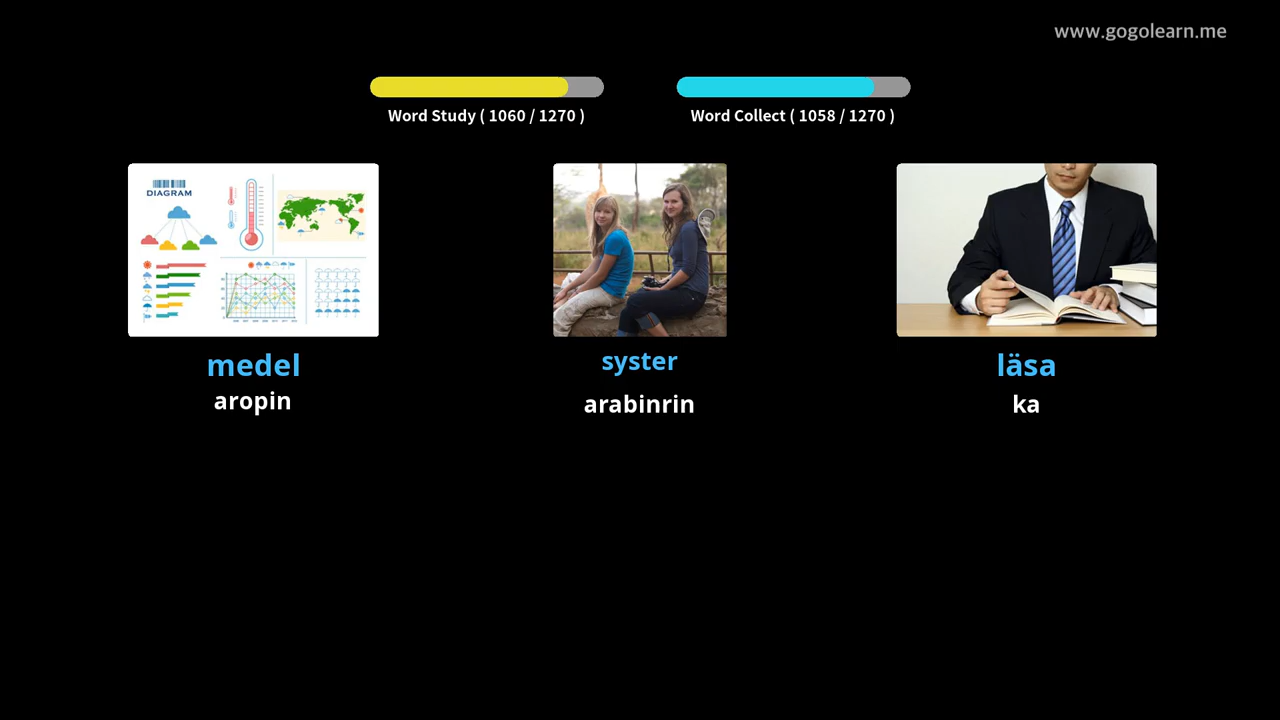 www.gogolearn.me
Word Study ( 1060 / 1270 )
Word Collect ( 1058 / 1270 )
DIAGRAM
medel
syster
läsa
aropin
arabinrin
ka